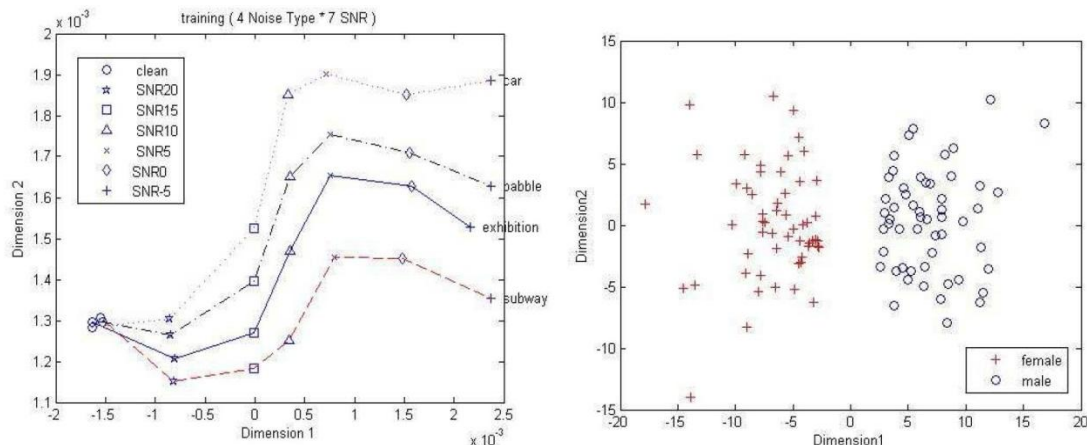 x 10⁻³
training ( 4 Noise Type * 7 SNR )
2
1.9
1.8
1.7
1.6
1.5
1.4
1.3
1.2
1.1
Dimension 2
clean
SNR20
SNR15
SNR10
SNR5
SNR0
SNR-5
car
babble
exhibition
subway
-2 -1.5 -1 -0.5 0 0.5 1 1.5 2 2.5
Dimension 1
x 10⁻³
15
10
5
0
-5
-10
-15
Dimension2
female
male
-20 -15 -10 -5 0 5 10 15 20
Dimension1